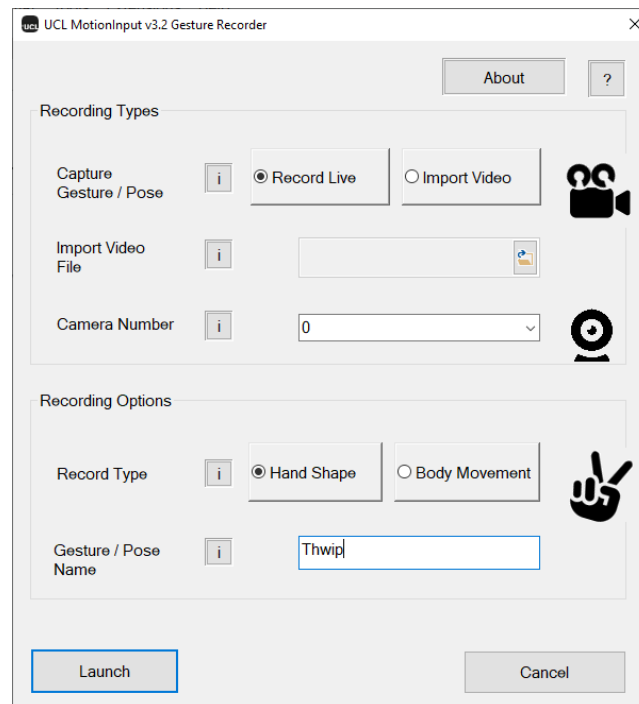 UCL UCL MotionInput v3.2 Gesture Recorder
About
?
Recording Types
Capture
Gesture / Pose
i
Record Live
Import Video
Import Video
File
i
Camera Number
i
0
Recording Options
Record Type
i
Hand Shape
Body Movement
Gesture / Pose
Name
i
Thwip
Launch
Cancel